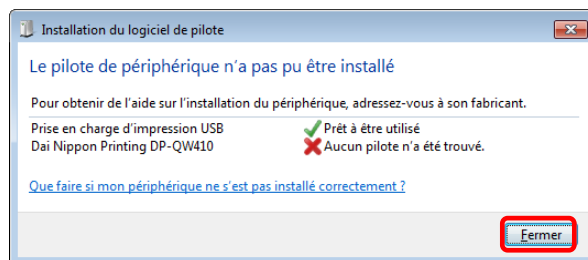 Installation du logiciel de pilote
Le pilote de périphérique n'a pas pu être installé
Pour obtenir de l'aide sur l'installation du périphérique, adressez-vous à son fabricant.
Prise en charge d'impression USB Prêt à être utilisé
Dai Nippon Printing DP-QW410 Aucun pilote n'a été trouvé.
Que faire si mon périphérique ne s'est pas installé correctement ?
Fermer